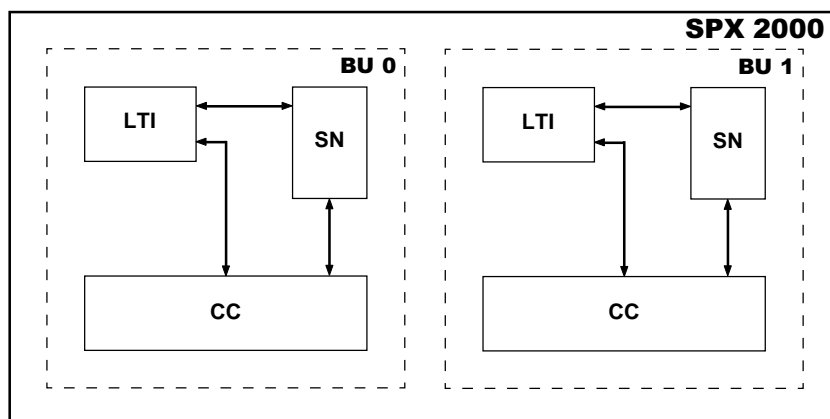 SPX 2000
BU 0
LTI
SN
CC
BU 1
LTI
SN
CC